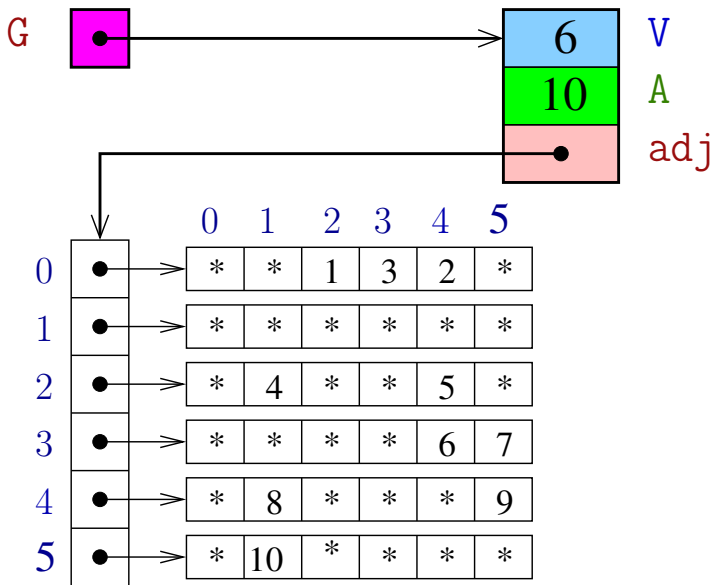 G 6 V
10 A
adj
0 1 2 3 4 5
0 * * 1 3 2 *
1 * * * * * *
2 * 4 * * 5 *
3 * * * * 6 7
4 * 8 * * * 9
5 * 10 * * * *